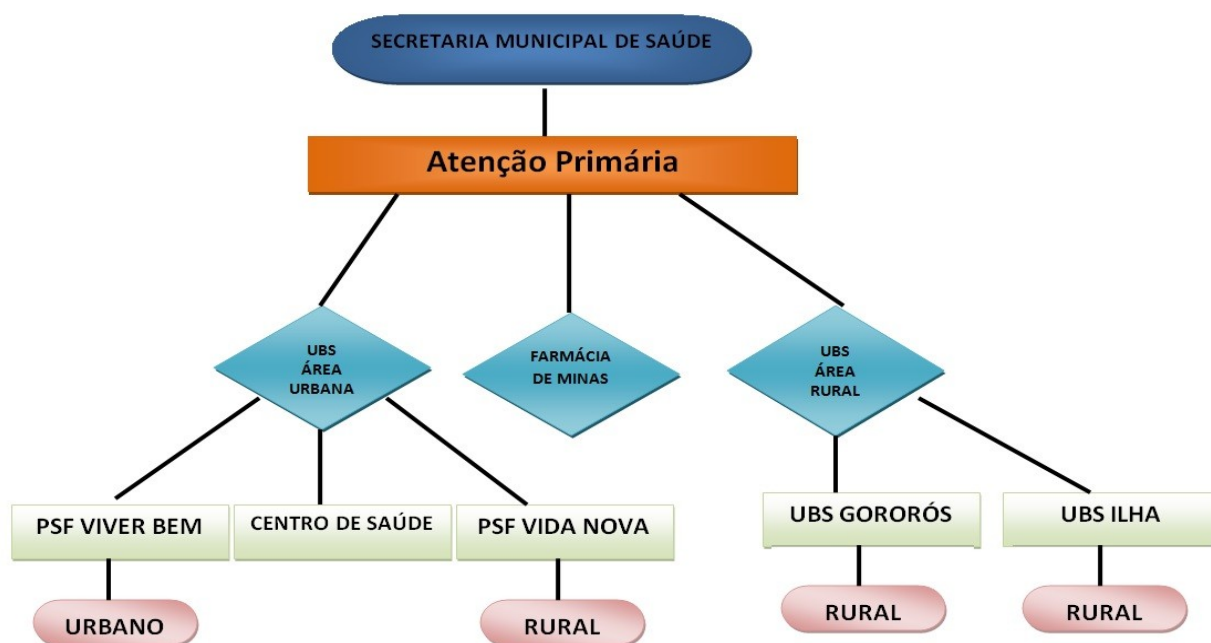 SECRETARIA MUNICIPAL DE SAÚDE
Atenção Primária
UBS
ÁREA
URBANA
FARMÁCIA
DE MINAS
UBS
ÁREA
RURAL
PSF VIVER BEM
CENTRO DE SAÚDE
PSF VIDA NOVA
UBS GORORÓS
UBS ILHA
URBANO
RURAL
RURAL
RURAL